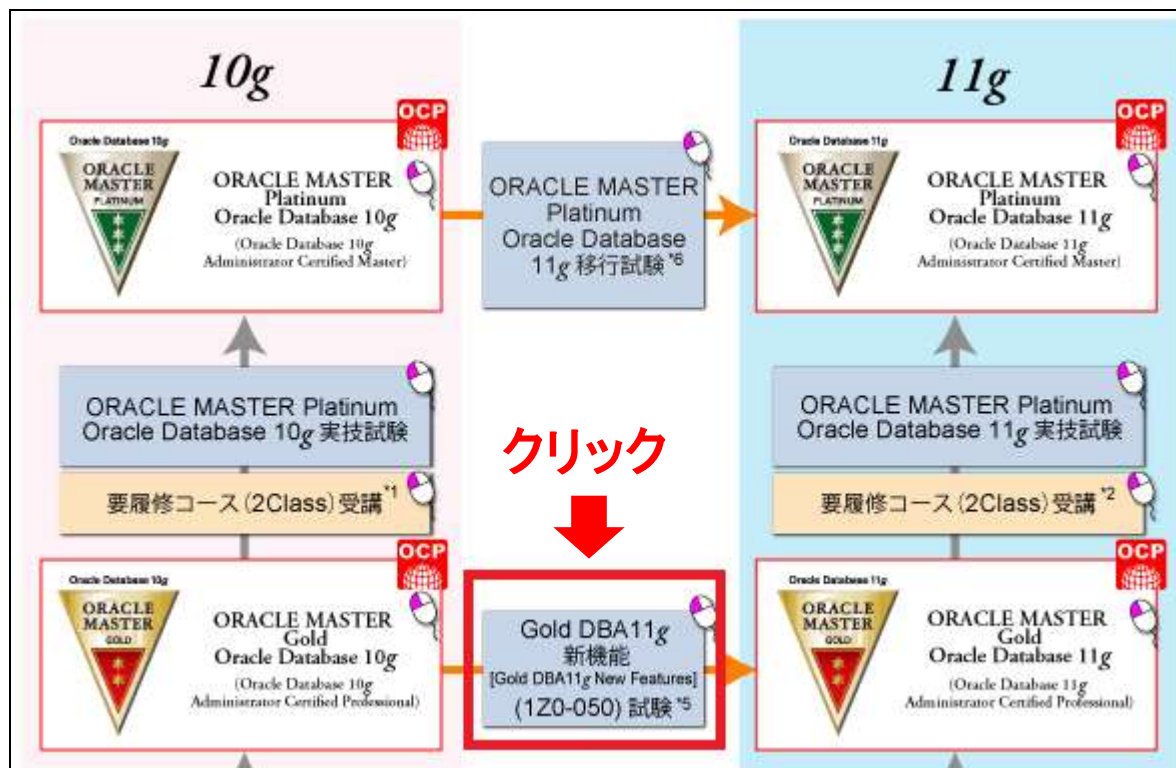 10g
11g
OCP
Oracle Database 10g
ORACLE
MASTER
PLATINUM
ORACLE MASTER
Platinum
Oracle Database 10g
(Oracle Database 10g
Administrator Certified Master)
ORACLE MASTER
Platinum
Oracle Database
11g 移行試験*6
OCP
Oracle Database 11g
ORACLE
MASTER
PLATINUM
ORACLE MASTER
Platinum
Oracle Database 11g
(Oracle Database 11g
Administrator Certified Master)
ORACLE MASTER Platinum
Oracle Database 10g 実技試験
要履修コース(2Class)受講*1
クリック
ORACLE MASTER Platinum
Oracle Database 11g 実技試験
要履修コース(2Class)受講*2
OCP
Oracle Database 10g
ORACLE
MASTER
GOLD
ORACLE MASTER
Gold
Oracle Database 10g
(Oracle Database 10g
Administrator Certified Professional)
Gold DBA11g
新機能
[Gold DBA11g New Features]
(1Z0-050) 試験*5
OCP
Oracle Database 11g
ORACLE
MASTER
GOLD
ORACLE MASTER
Gold
Oracle Database 11g
(Oracle Database 11g
Administrator Certified Professional)